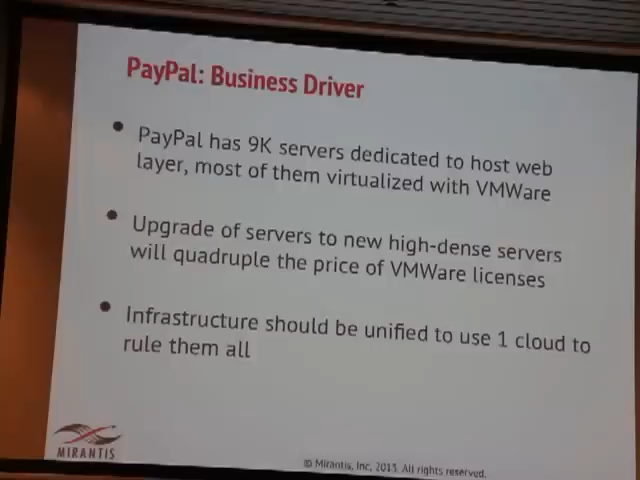 PayPal: Business Driver
• PayPal has 9K servers dedicated to host web
layer, most of them virtualized with VMWare
• Upgrade of servers to new high-dense servers
will quadruple the price of VMWare licenses
• Infrastructure should be unified to use 1 cloud to
rule them all
MIRANTIS
© Mirantis, Inc, 2013. All rights reserved.